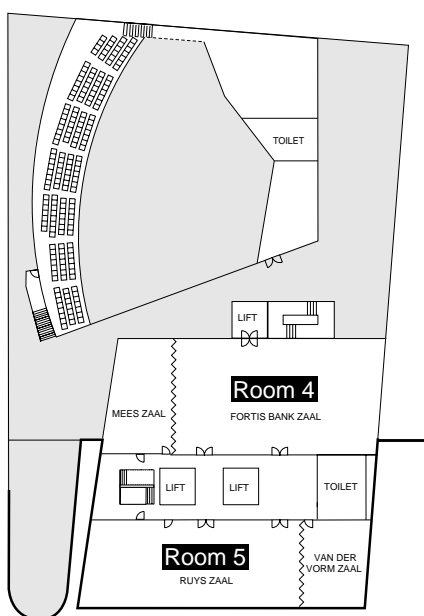 TOILET
LIFT
Room 4
MEES ZAAL
FORTIS BANK ZAAL
LIFT
LIFT
TOILET
Room 5
RUYS ZAAL
VAN DER
VORM ZAAL